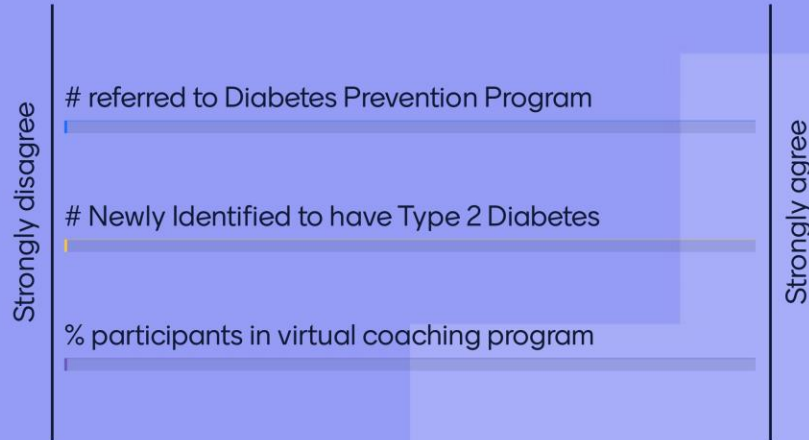 Strongly disagree
# referred to Diabetes Prevention Program
# Newly Identified to have Type 2 Diabetes
% participants in virtual coaching program
Strongly agree